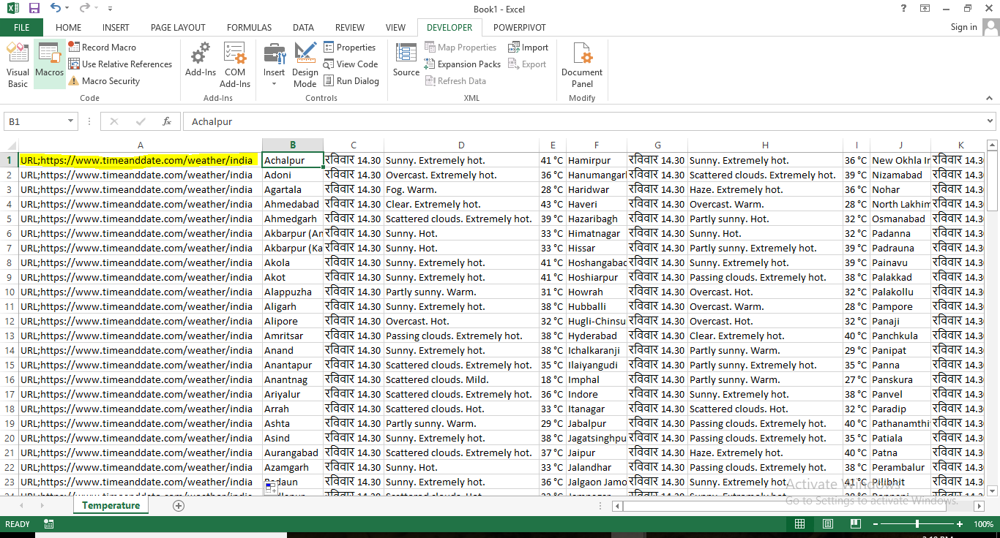 Book1 - Excel
FILE HOME INSERT PAGE LAYOUT FORMULAS DATA REVIEW VIEW DEVELOPER POWERPIVOT Sign in
Visual Basic
Macros
Record Macro
Use Relative References
Macro Security
Code
Add-Ins
COM Add-Ins
Add-Ins
Insert
Design Mode
Properties
View Code
Run Dialog
Controls
Source
Map Properties
Expansion Packs
Refresh Data
Import
Export
XML
Document Panel
Modify
B1 fx Achalpur
A B C D E F G H I J K
1 URL;https://www.timeanddate.com/weather/india Achalpur रविवार 14.30 Sunny. Extremely hot. 41 °C Hamirpur रविवार 14.30 Sunny. Extremely hot. 36 °C New Okhla रविवार 14.3
2 URL;https://www.timeanddate.com/weather/india Adoni रविवार 14.30 Overcast. Extremely hot. 36 °C Hanumangar रविवार 14.30 Scattered clouds. Extremely hot. 39 °C Nizamabad रविवार 14.3
3 URL;https://www.timeanddate.com/weather/india Agartala रविवार 14.30 Fog. Warm. 28 °C Haridwar रविवार 14.30 Haze. Extremely hot. 36 °C Nohar रविवार 14.3
4 URL;https://www.timeanddate.com/weather/india Ahmedabad रविवार 14.30 Clear. Extremely hot. 43 °C Haveri रविवार 14.30 Overcast. Warm. 28 °C North Lakhim रविवार 14.3
5 URL;https://www.timeanddate.com/weather/india Ahmedgarh रविवार 14.30 Scattered clouds. Extremely hot. 39 °C Hazaribagh रविवार 14.30 Partly sunny. Hot. 32 °C Osmanabad रविवार 14.3
6 URL;https://www.timeanddate.com/weather/india Akbarpur (An रविवार 14.30 Sunny. Hot. 33 °C Himatnagar रविवार 14.30 Sunny. Hot. 32 °C Padanna रविवार 14.3
7 URL;https://www.timeanddate.com/weather/india Akbarpur (Ka रविवार 14.30 Sunny. Hot. 33 °C Hissar रविवार 14.30 Partly sunny. Extremely hot. 39 °C Padrauna रविवार 14.3
8 URL;https://www.timeanddate.com/weather/india Akola रविवार 14.30 Sunny. Extremely hot. 41 °C Hoshangabad रविवार 14.30 Sunny. Extremely hot. 39 °C Painavu रविवार 14.3
9 URL;https://www.timeanddate.com/weather/india Akot रविवार 14.30 Sunny. Extremely hot. 41 °C Hoshiarpur रविवार 14.30 Passing clouds. Extremely hot. 38 °C Palakkad रविवार 14.3
10 URL;https://www.timeanddate.com/weather/india Alappuzha रविवार 14.30 Partly sunny. Warm. 31 °C Howrah रविवार 14.30 Overcast. Hot. 32 °C Palakollu रविवार 14.3
11 URL;https://www.timeanddate.com/weather/india Aligarh रविवार 14.30 Sunny. Extremely hot. 38 °C Hubballi रविवार 14.30 Overcast. Warm. 28 °C Pampore रविवार 14.3
12 URL;https://www.timeanddate.com/weather/india Alipore रविवार 14.30 Overcast. Hot. 32 °C Hugli-Chinsu रविवार 14.30 Overcast. Hot. 32 °C Panaji रविवार 14.3
13 URL;https://www.timeanddate.com/weather/india Amritsar रविवार 14.30 Passing clouds. Extremely hot. 38 °C Hyderabad रविवार 14.30 Clear. Extremely hot. 40 °C Panchkula रविवार 14.3
14 URL;https://www.timeanddate.com/weather/india Anand रविवार 14.30 Sunny. Extremely hot. 38 °C Ichalkaranji रविवार 14.30 Partly sunny. Warm. 29 °C Panipat रविवार 14.3
15 URL;https://www.timeanddate.com/weather/india Anantapur रविवार 14.30 Scattered clouds. Extremely hot. 35 °C Ilaiyangudi रविवार 14.30 Partly sunny. Extremely hot. 35 °C Panna रविवार 14.3
16 URL;https://www.timeanddate.com/weather/india Anantnag रविवार 14.30 Scattered clouds. Mild. 18 °C Imphal रविवार 14.30 Partly sunny. Warm. 27 °C Panskura रविवार 14.3
17 URL;https://www.timeanddate.com/weather/india Ariyalur रविवार 14.30 Scattered clouds. Extremely hot. 36 °C Indore रविवार 14.30 Sunny. Extremely hot. 38 °C Panvel रविवार 14.3
18 URL;https://www.timeanddate.com/weather/india Arrah रविवार 14.30 Scattered clouds. Hot. 33 °C Itanagar रविवार 14.30 Scattered clouds. Hot. 32 °C Paradip रविवार 14.3
19 URL;https://www.timeanddate.com/weather/india Ashta रविवार 14.30 Partly sunny. Warm. 29 °C Jabalpur रविवार 14.30 Passing clouds. Extremely hot. 40 °C Pathanamthi रविवार 14.3
20 URL;https://www.timeanddate.com/weather/india Asind रविवार 14.30 Sunny. Extremely hot. 38 °C Jagatsinghpu रविवार 14.30 Passing clouds. Extremely hot. 35 °C Patiala रविवार 14.3
21 URL;https://www.timeanddate.com/weather/india Aurangabad रविवार 14.30 Scattered clouds. Extremely hot. 37 °C Jaipur रविवार 14.30 Haze. Extremely hot. 40 °C Patna रविवार 14.3
22 URL;https://www.timeanddate.com/weather/india Azamgarh रविवार 14.30 Sunny. Hot. 33 °C Jalandhar रविवार 14.30 Passing clouds. Extremely hot. 38 °C Perambalur रविवार 14.3
23 URL;https://www.timeanddate.com/weather/india रविवार 14.30 Sunny. Extremely hot. 36 °C Jalgaon Jamo रविवार 14.30 Sunny. Extremely hot. 41 °C Pilibhit रविवार 14.3
Activate Windows
Go to Settings to activate Windows.
Temperature
READY 100%